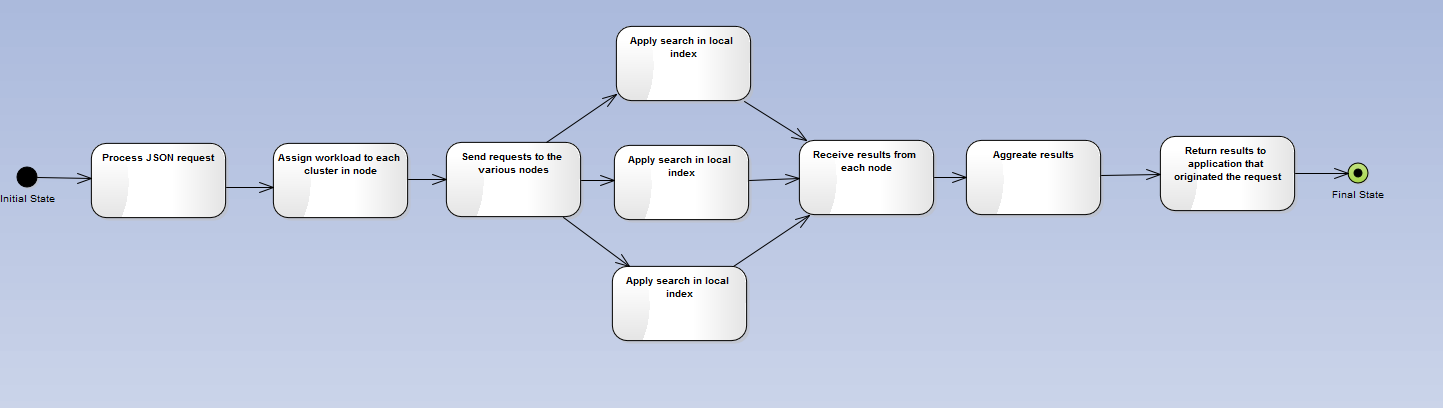 Initial State
Process JSON request
Assign workload to each
cluster in node
Send requests to the
various nodes
Apply search in local
index
Apply search in local
index
Apply search in local
index
Receive results from
each node
Aggreate results
Return results to
application that
originated the request
Final State